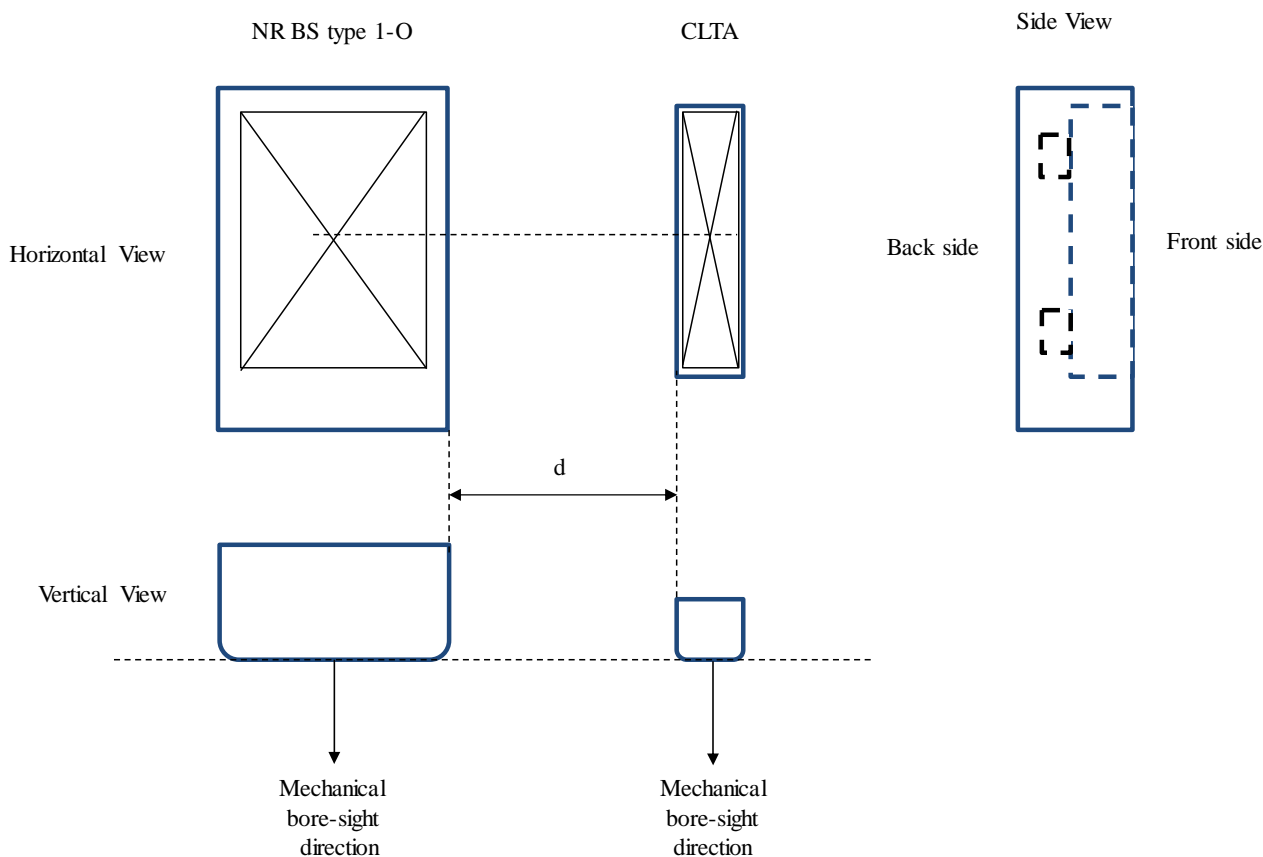 NR BS type 1-O
CLTA
Side View
Horizontal View
Back side
Front side
d
Vertical View
Mechanical
bore-sight
direction
Mechanical
bore-sight
direction